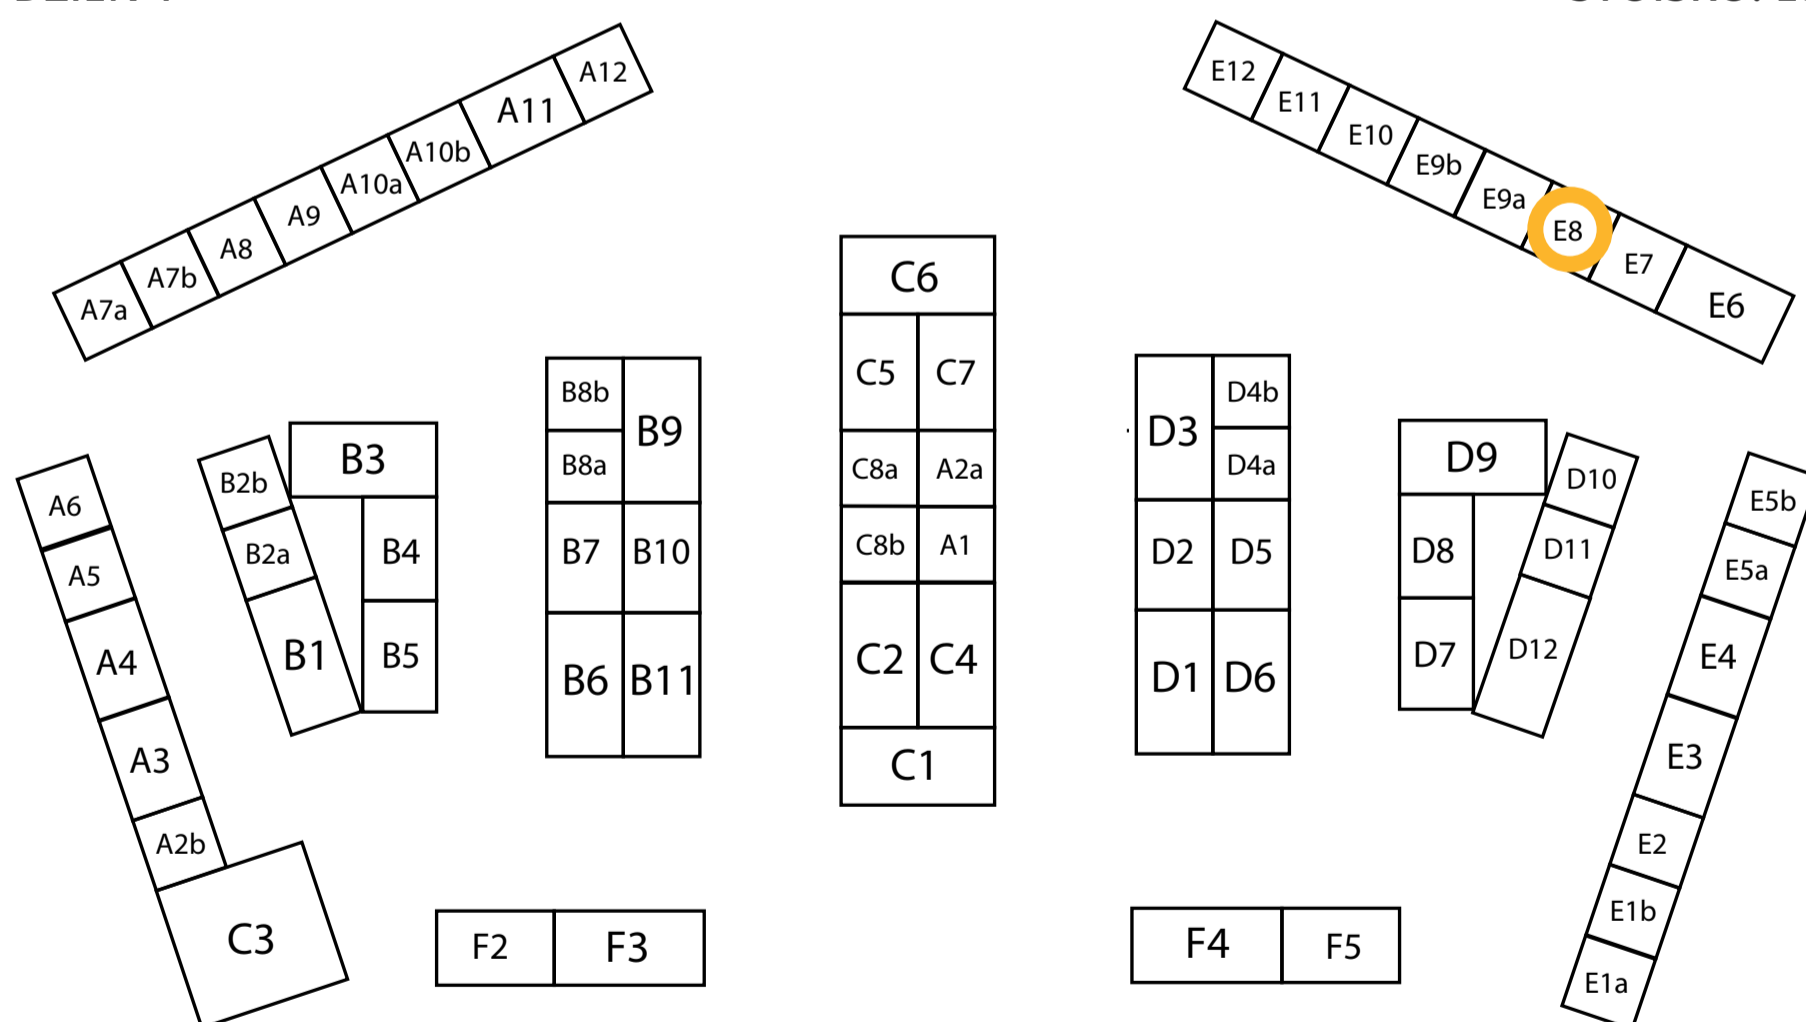 A12
A11
A10b
A10a
A9
A8
A7b
A7a
E12
E11
E10
E9b
E9a
E8
E7
E6
C6
C5 C7
C8a A2a
C8b A1
C2 C4
C1
B8b B9
B8a
B7 B10
B6 B11
D3 D4b
D4a
D2 D5
D1 D6
B3
B2b
B2a B4
B1 B5
D9
D10
D8 D11
D7 D12
A6
A5
A4
A3
A2b
C3
E5b
E5a
E4
E3
E2
E1b
E1a
F2 F3
F4 F5